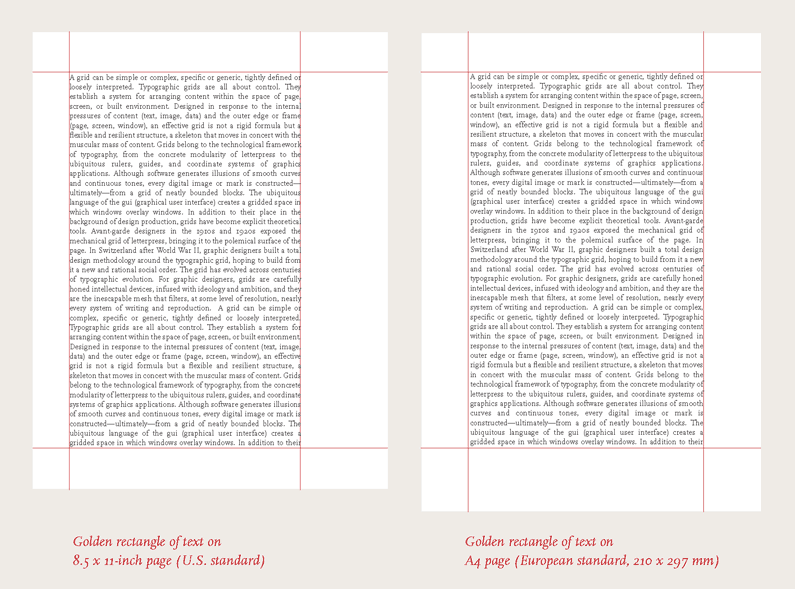 A grid can be simple or complex, specific or generic, tightly defined or
loosely interpreted. Typographic grids are all about control. They
establish a system for arranging content within the space of page,
screen, or built environment. Designed in response to the internal
pressures of content (text, image, data) and the outer edge or frame
(page, screen, window), an effective grid is not a rigid formula but a
flexible and resilient structure, a skeleton that moves in concert with the
muscular mass of content. Grids belong to the technological framework
of typography, from the concrete modularity of letterpress to the
ubiquitous rulers, guides, and coordinate systems of graphics
applications. Although software generates illusions of smooth curves
and continuous tones, every digital image or mark is constructed—
ultimately—from a grid of neatly bounded blocks. The ubiquitous
language of the gui (graphical user interface) creates a gridded space in
which windows overlay windows. In addition to their place in the
background of design production, grids have become explicit theoretical
tools. Avant-garde designers in the 1910s and 1920s exposed the
mechanical grid of letterpress, bringing it to the polemical surface of the
page. In Switzerland after World War II, graphic designers built a total
design methodology around the typographic grid, hoping to build from
it a new and rational social order. The grid has evolved across centuries
of typographic evolution. For graphic designers, grids are carefully
honed intellectual devices, infused with ideology and ambition, and they
are the inescapable mesh that filters, at some level of resolution, nearly
every system of writing and reproduction. A grid can be simple or
complex, specific or generic, tightly defined or loosely interpreted.
Typographic grids are all about control. They establish a system for
arranging content within the space of page, screen, or built environment.
Designed in response to the internal pressures of content (text, image,
data) and the outer edge or frame (page, screen, window), an effective
grid is not a rigid formula but a flexible and resilient structure, a
skeleton that moves in concert with the muscular mass of content. Grids
belong to the technological framework of typography, from the concrete
modularity of letterpress to the ubiquitous rulers, guides, and coordinate
systems of graphics applications. Although software generates illusions
of smooth curves and continuous tones, every digital image or mark is
constructed—ultimately—from a grid of neatly bounded blocks. The
ubiquitous language of the gui (graphical user interface) creates a
gridded space in which windows overlay windows. In addition to their
Golden rectangle of text on
8.5 x 11-inch page (U.S. standard)
A grid can be simple or complex, specific or generic, tightly defined or
loosely interpreted. Typographic grids are all about control. They
establish a system for arranging content within the space of page, screen,
or built environment. Designed in response to the internal pressures of
content (text, image, data) and the outer edge or frame (page, screen,
window), an effective grid is not a rigid formula but a flexible and
resilient structure, a skeleton that moves in concert with the muscular
mass of content. Grids belong to the technological framework of
typography, from the concrete modularity of letterpress to the ubiquitous
rulers, guides, and coordinate systems of graphics applications.
Although software generates illusions of smooth curves and continuous
tones, every digital image or mark is constructed—ultimately—from a
grid of neatly bounded blocks. The ubiquitous language of the gui
(graphical user interface) creates a gridded space in which windows
overlay windows. In addition to their place in the background of design
production, grids have become explicit theoretical tools. Avant-garde
designers in the 1910s and 1920s exposed the mechanical grid of
letterpress, bringing it to the polemical surface of the page. In
Switzerland after World War II, graphic designers built a total design
methodology around the typographic grid, hoping to build from it a new
and rational social order. The grid has evolved across centuries of
typographic evolution. For graphic designers, grids are carefully honed
intellectual devices, infused with ideology and ambition, and they are the
inescapable mesh that filters, at some level of resolution, nearly every
system of writing and reproduction. A grid can be simple or complex,
specific or generic, tightly defined or loosely interpreted. Typographic
grids are all about control. They establish a system for arranging content
within the space of page, screen, or built environment. Designed in
response to the internal pressures of content (text, image, data) and the
outer edge or frame (page, screen, window), an effective grid is not a
rigid formula but a flexible and resilient structure, a skeleton that moves
in concert with the muscular mass of content. Grids belong to the
technological framework of typography, from the concrete modularity of
letterpress to the ubiquitous rulers, guides, and coordinate systems of
graphics applications. Although software generates illusions of smooth
curves and continuous tones, every digital image or mark is
constructed—ultimately—from a grid of neatly bounded blocks. The
ubiquitous language of the gui (graphical user interface) creates a
gridded space in which windows overlay windows. In addition to their
Golden rectangle of text on
A4 page (European standard, 210 x 297 mm)